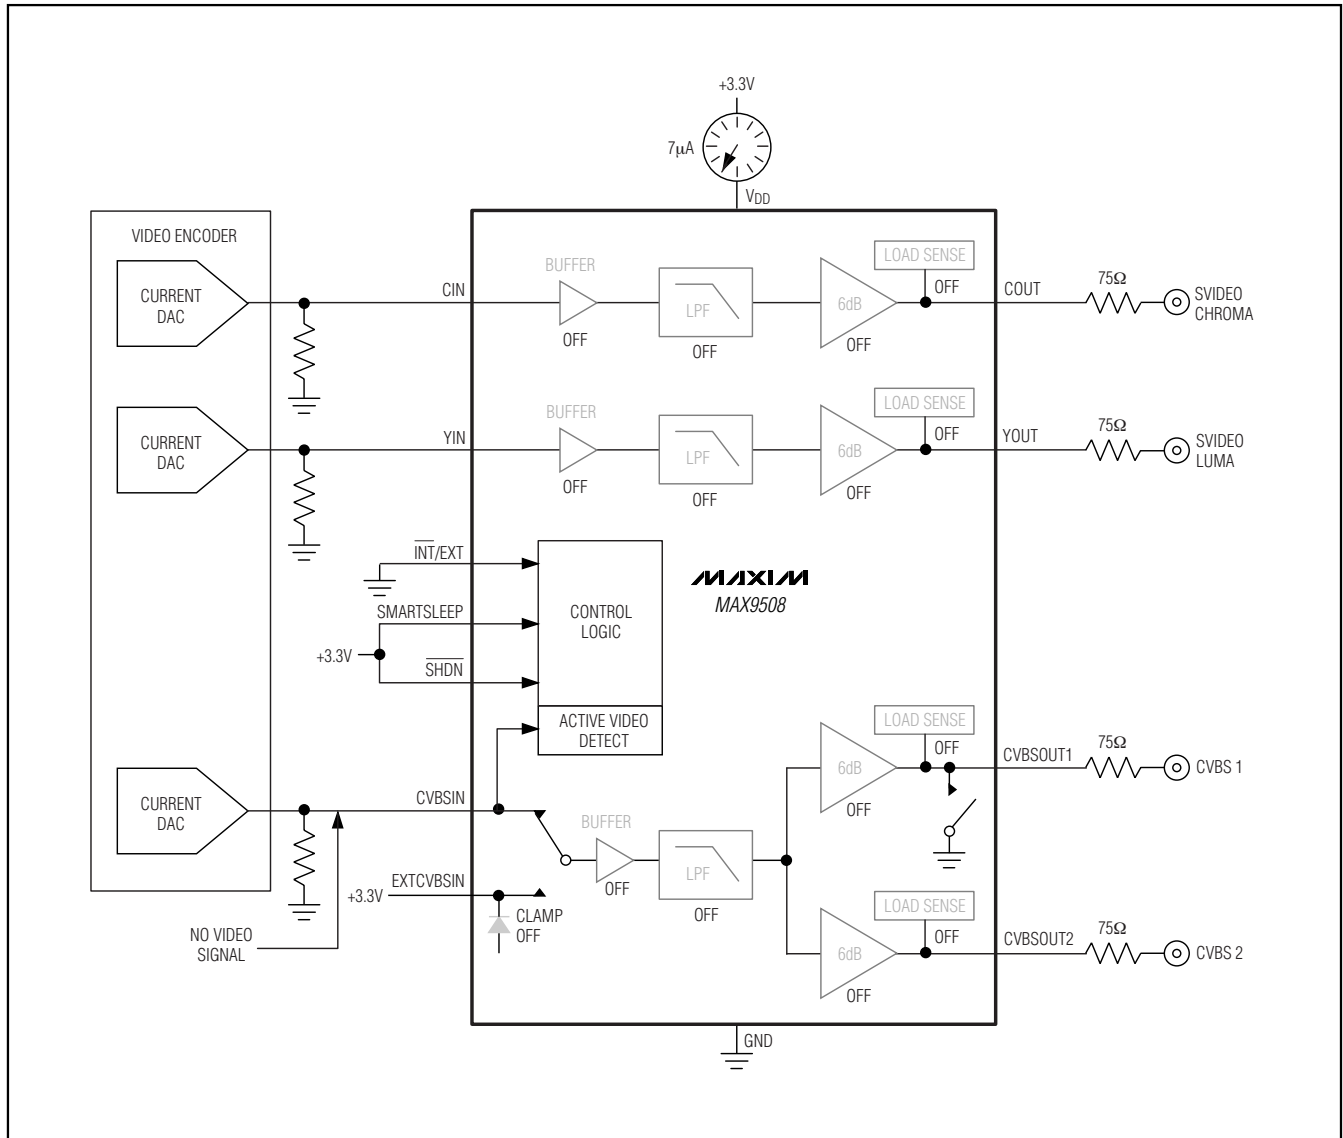 +3.3V
7µA
VDD
VIDEO ENCODER
CURRENT
DAC
CIN
BUFFER
OFF
LPF
OFF
6dB
OFF
LOAD SENSE
OFF
COUT
75Ω
SVIDEO
CHROMA
CURRENT
DAC
YIN
BUFFER
OFF
LPF
OFF
6dB
OFF
LOAD SENSE
OFF
YOUT
75Ω
SVIDEO
LUMA
INT/EXT
SMARTSLEEP
+3.3V
SHDN
CONTROL
LOGIC
ACTIVE VIDEO
DETECT
MAXIM
MAX9508
CURRENT
DAC
CVBSIN
EXTCVBSIN
+3.3V
NO VIDEO
SIGNAL
CLAMP
OFF
BUFFER
OFF
LPF
OFF
6dB
OFF
LOAD SENSE
OFF
CVBSOUT1
75Ω
CVBS 1
6dB
OFF
LOAD SENSE
OFF
CVBSOUT2
75Ω
CVBS 2
GND